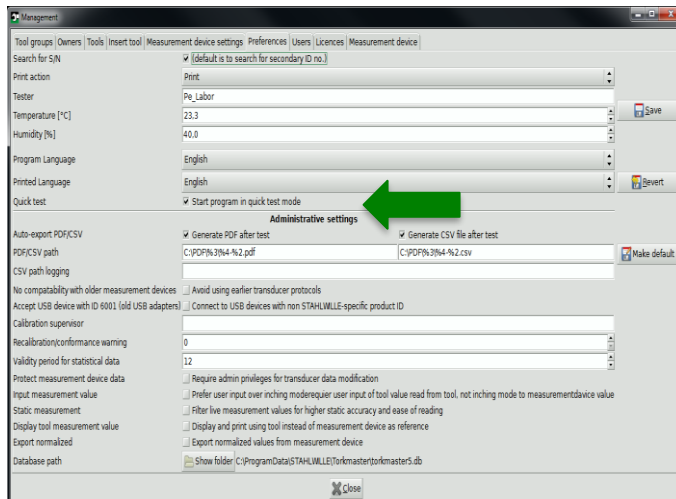 Management
Tool groups Owners Tools Insert tool Measurement device settings Preferences Users Licences Measurement device
Search for S/N (default is to search for secondary ID no.)
Print action Print
Tester Pe_Labor
Temperature [°C] 23,3
Save
Humidity [%] 40,0
Program Language English
Printed Language English
Revert
Quick test Start program in quick test mode
Administrative settings
Auto-export PDF/CSV Generate PDF after test Generate CSV file after test
PDF/CSV path C:\PDF\%3\%4-%2.pdf C:\PDF\%3\%4-%2.csv Make default
CSV path logging
No compatability with older measurement devices Avoid using earlier transducer protocols
Accept USB device with ID 6001 (old USB adapters) Connect to USB devices with non STAHLWILLE-specific product ID
Calibration supervisor
Recalibration/conformance warning 0
Validity period for statistical data 12
Protect measurement device data Require admin privileges for transducer data modification
Input measurement value Prefer user input over inching moderequier user input of tool value read from tool, not inching mode to measurementdavice value
Static measurement Filter live measurement values for higher static accuracy and ease of reading
Display tool measurement value Display and print using tool instead of measurement device as reference
Export normalized Export normalized values from measurement device
Database path Show folder C:\ProgramData\STAHLWILLE\Torkmaster\torkmaster5.db
Close